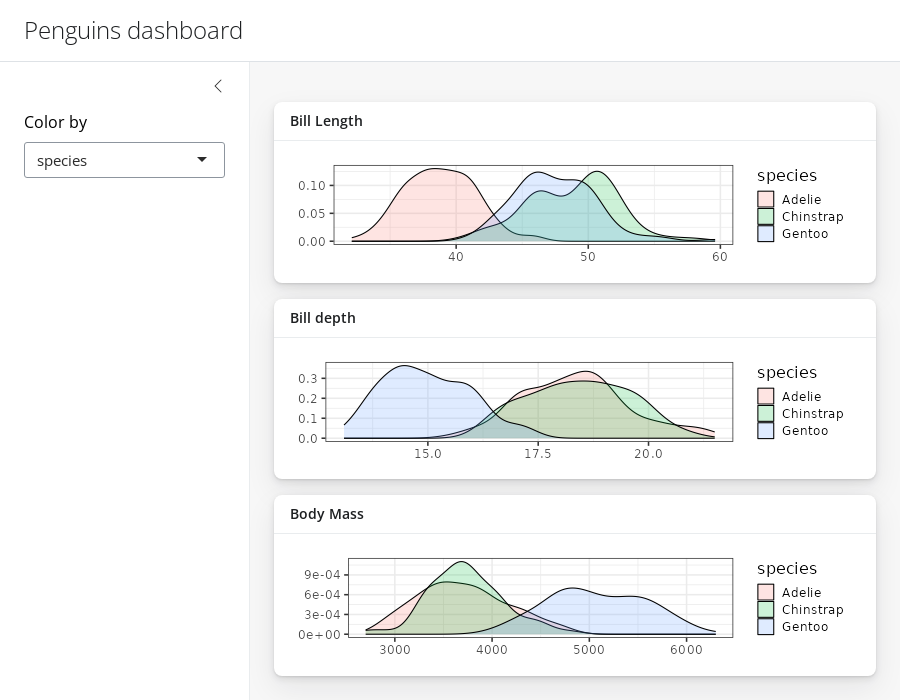 Penguins dashboard
Color by
species
Bill Length
0.10
0.05
0.00
40 50 60
species
Adelie
Chinstrap
Gentoo
Bill depth
0.3
0.2
0.1
0.0
15.0 17.5 20.0
species
Adelie
Chinstrap
Gentoo
Body Mass
9e-04
6e-04
3e-04
0e+00
3000 4000 5000 6000
species
Adelie
Chinstrap
Gentoo